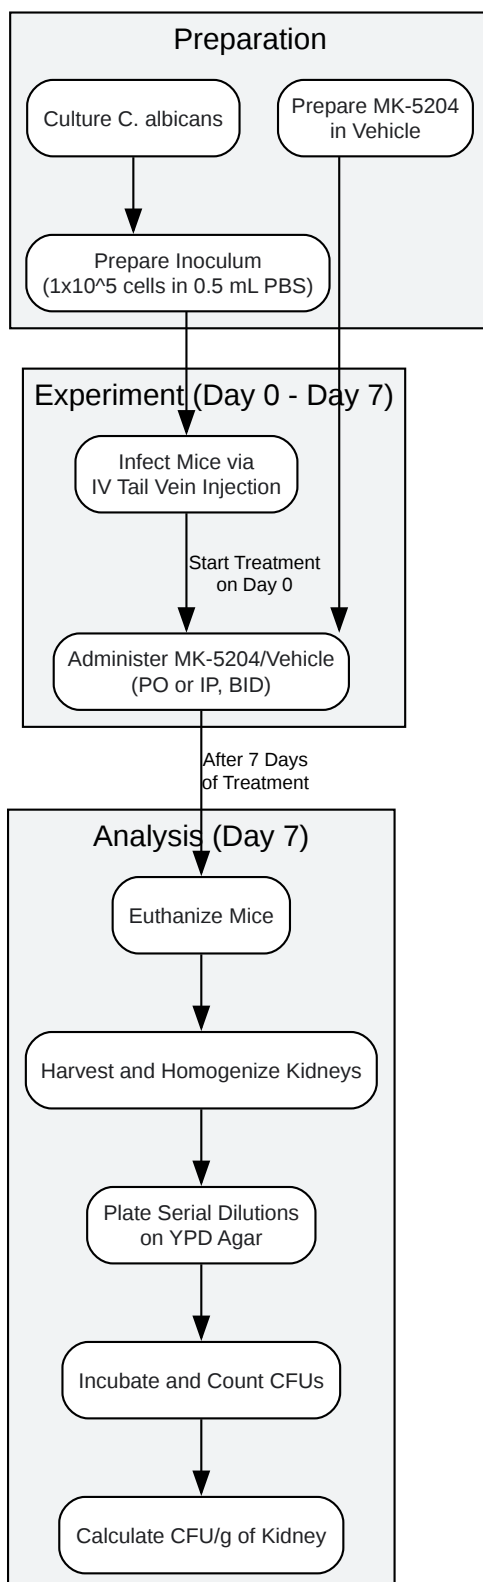 Preparation
Culture C. albicans
Prepare MK-5204
in Vehicle
Prepare Inoculum
(1x10^5 cells in 0.5 mL PBS)
Experiment (Day 0 - Day 7)
Infect Mice via
IV Tail Vein Injection
Start Treatment
on Day 0
Administer MK-5204/Vehicle
(PO or IP, BID)
After 7 Days
of Treatment
Analysis (Day 7)
Euthanize Mice
Harvest and Homogenize Kidneys
Plate Serial Dilutions
on YPD Agar
Incubate and Count CFUs
Calculate CFU/g of Kidney